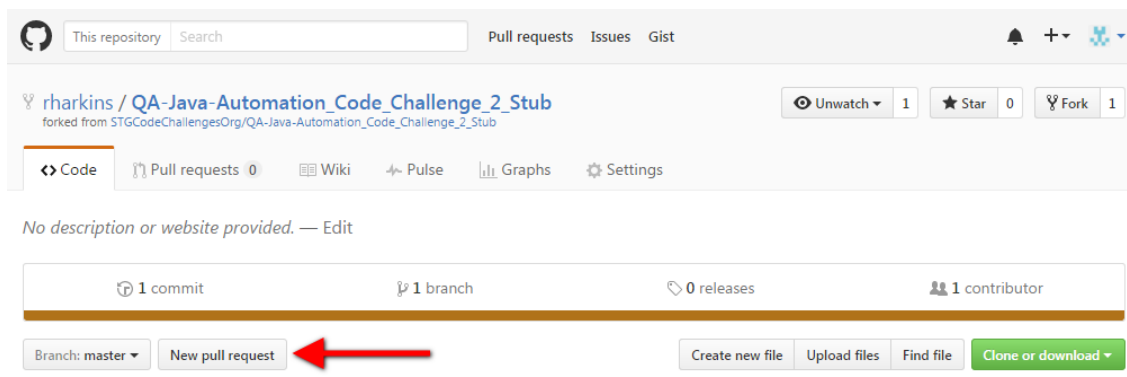 This repository Search Pull requests Issues Gist
rharkins / QA-Java-Automation_Code_Challenge_2_Stub Unwatch 1 Star 0 Fork 1
forked from STGCodeChallengesOrg/QA-Java-Automation_Code_Challenge_2_Stub
<> Code Pull requests 0 Wiki Pulse Graphs Settings
No description or website provided. — Edit
1 commit 1 branch 0 releases 1 contributor
Branch: master New pull request Create new file Upload files Find file Clone or download